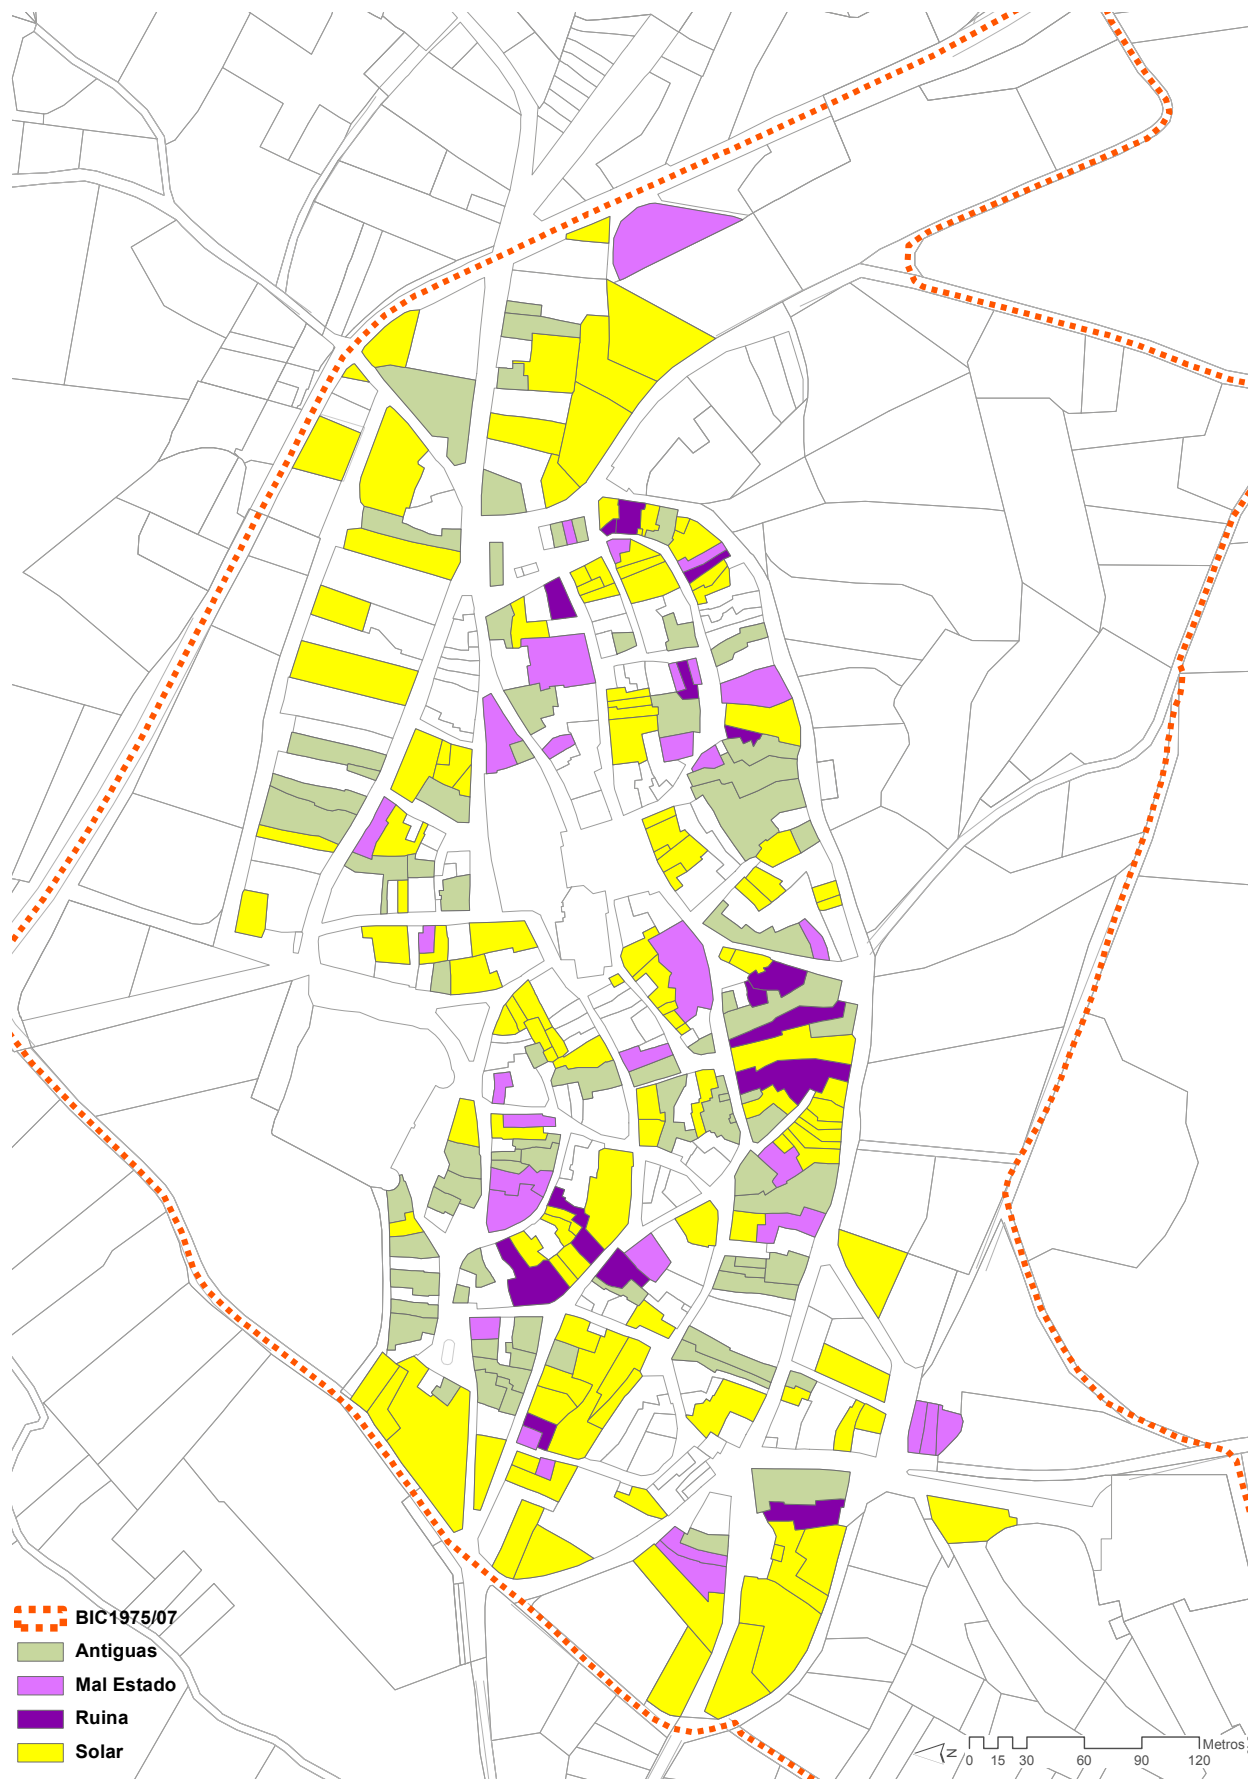 BIC1975/07
Antiguas
Mal Estado
Ruina
Solar
N
Metros
0 15 30 60 90 120